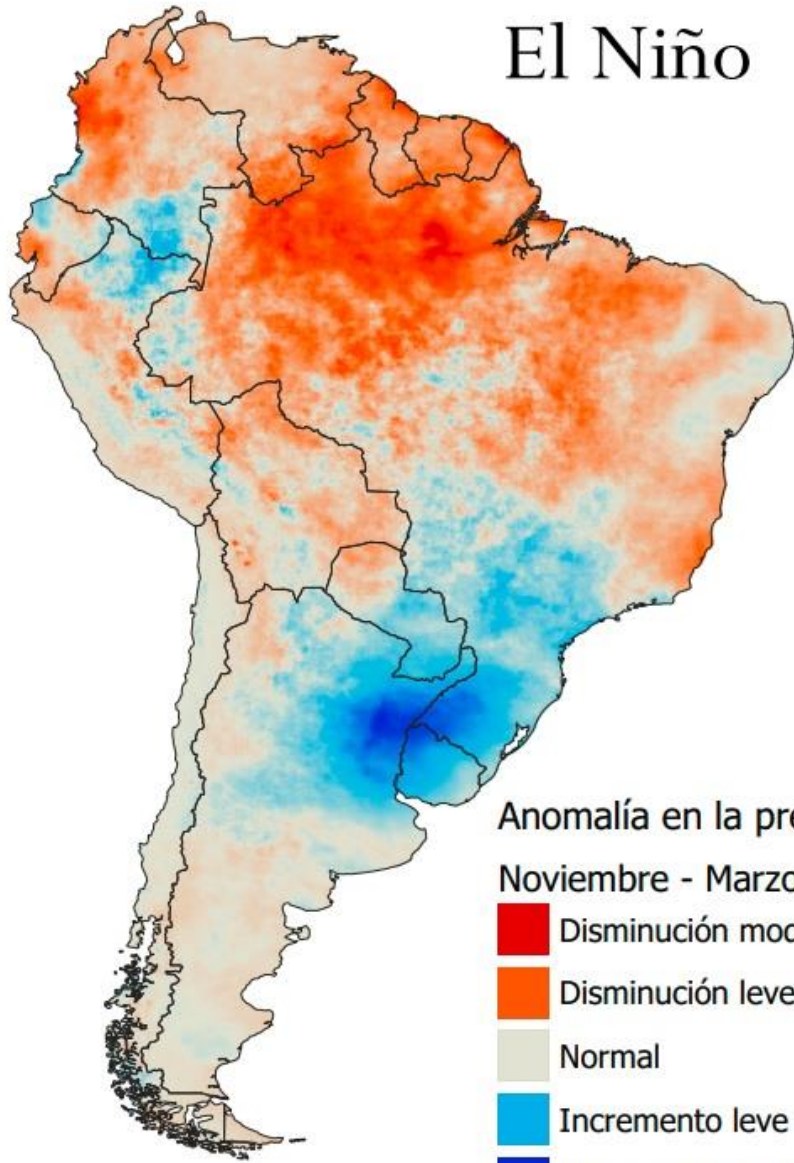 El Niño
Anomalía en la pre
Noviembre - Marzo
Disminución mod
Disminución leve
Normal
Incremento leve